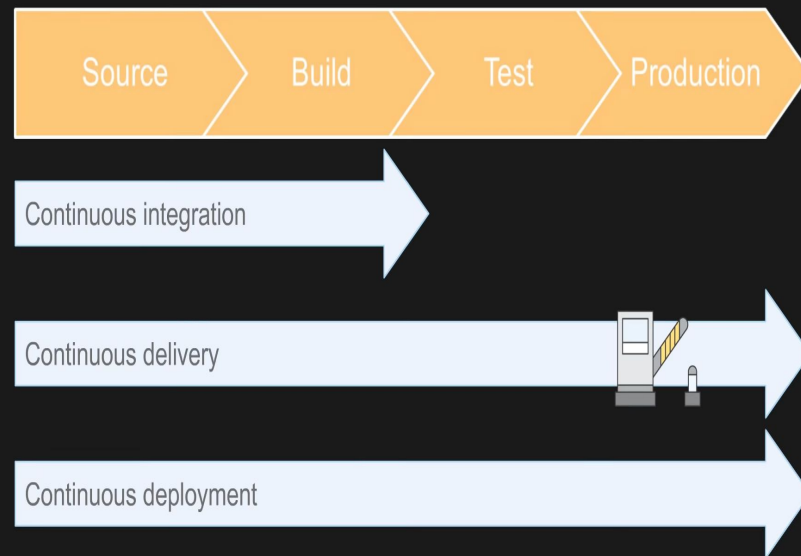 Source
Build
Test
Production
Continuous integration
Continuous delivery
Continuous deployment